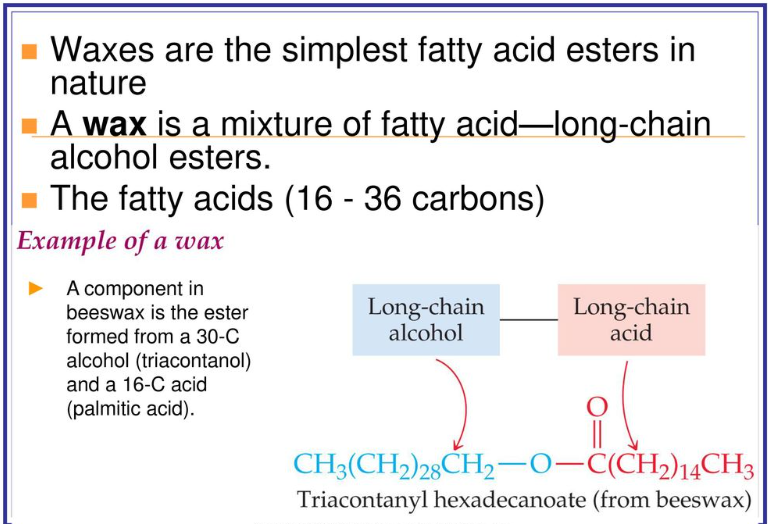 Waxes are the simplest fatty acid esters in
nature
A wax is a mixture of fatty acid—long-chain
alcohol esters.
The fatty acids (16 - 36 carbons)
Example of a wax
A component in
beeswax is the ester
formed from a 30-C
alcohol (triacontanol)
and a 16-C acid
(palmitic acid).
Long-chain
alcohol
Long-chain
acid
O
CH₃(CH₂)₂₈CH₂—O—C(CH₂)₁₄CH₃
Triacontanyl hexadecanoate (from beeswax)